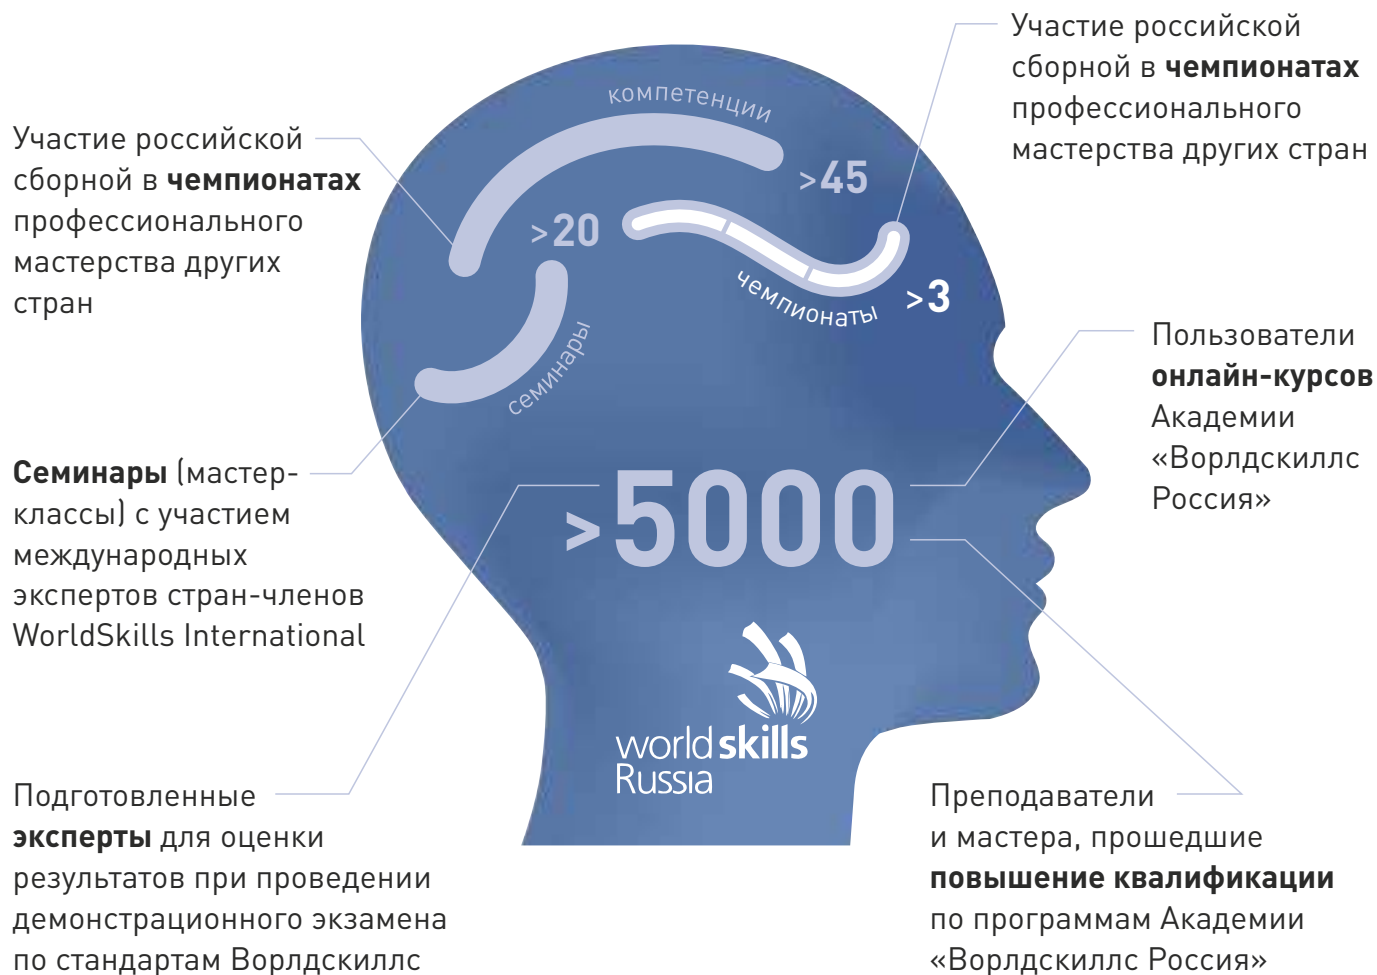 Участие российской
сборной в чемпионатах
профессионального
мастерства других стран
компетенции
Участие российской
сборной в чемпионатах
профессионального
мастерства других
стран
>45
>20
чемпионаты
>3
семинары
Пользователи
онлайн-курсов
Академии
«Ворлдскиллс
Россия»
Семинары (мастер-
классы) с участием
международных
экспертов стран-членов
WorldSkills International
>5000
world skills
Russia
Подготовленные
эксперты для оценки
результатов при проведении
демонстрационного экзамена
по стандартам Ворлдскиллс
Преподаватели
и мастера, прошедшие
повышение квалификации
по программам Академии
«Ворлдскиллс Россия»